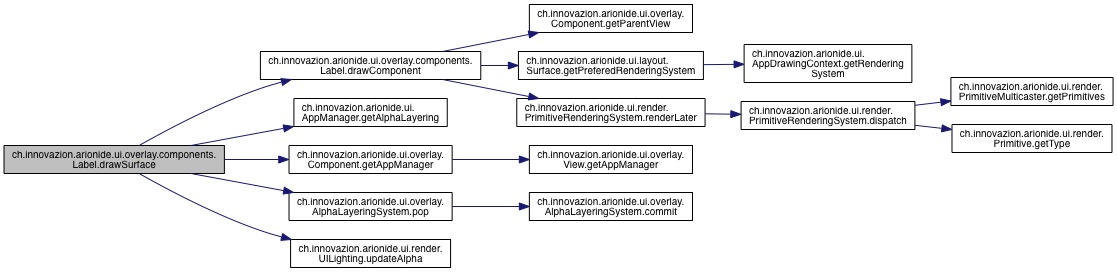 ch.innovazion.arionide.ui.overlay.components.
Label.drawSurface
ch.innovazion.arionide.ui.overlay.components.
Label.drawComponent
ch.innovazion.arionide.ui.
AppManager.getAlphaLayering
ch.innovazion.arionide.ui.overlay.
Component.getAppManager
ch.innovazion.arionide.ui.overlay.
AlphaLayeringSystem.pop
ch.innovazion.arionide.ui.render.
UILighting.updateAlpha
ch.innovazion.arionide.ui.overlay.
Component.getParentView
ch.innovazion.arionide.ui.layout.
Surface.getPreferedRenderingSystem
ch.innovazion.arionide.ui.render.
PrimitiveRenderingSystem.renderLater
ch.innovazion.arionide.ui.overlay.
View.getAppManager
ch.innovazion.arionide.ui.overlay.
AlphaLayeringSystem.commit
ch.innovazion.arionide.ui.
AppDrawingContext.getRendering
System
ch.innovazion.arionide.ui.render.
PrimitiveRenderingSystem.dispatch
ch.innovazion.arionide.ui.render.
PrimitiveMulticaster.getPrimitives
ch.innovazion.arionide.ui.render.
Primitive.getType